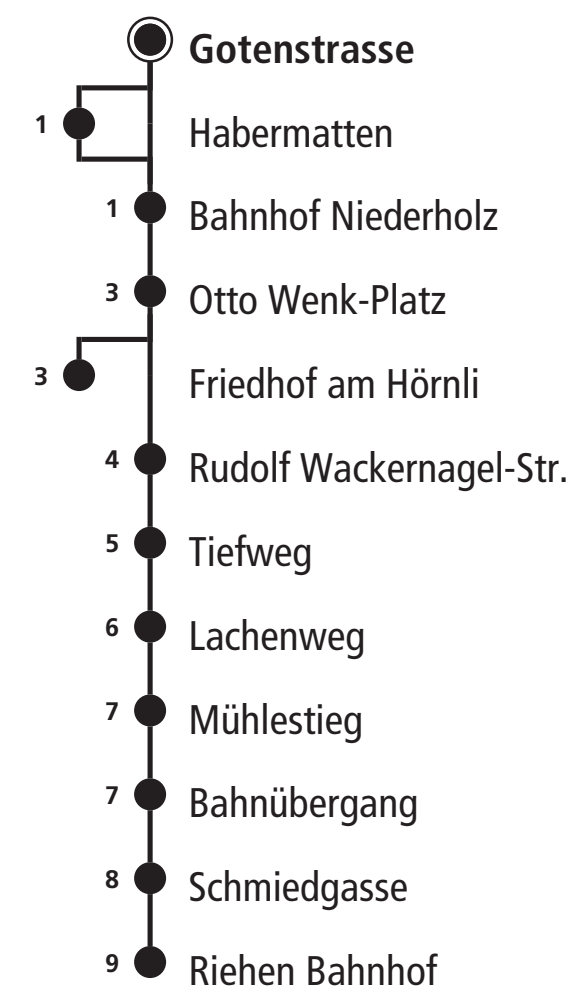 Gotenstrasse
1 Habermatten
1 Bahnhof Niederholz
3 Otto Wenk-Platz
3 Friedhof am Hörnli
4 Rudolf Wackernagel-Str.
5 Tiefweg
6 Lachenweg
7 Mühlestieg
7 Bahnübergang
8 Schmiedgasse
9 Riehen Bahnhof